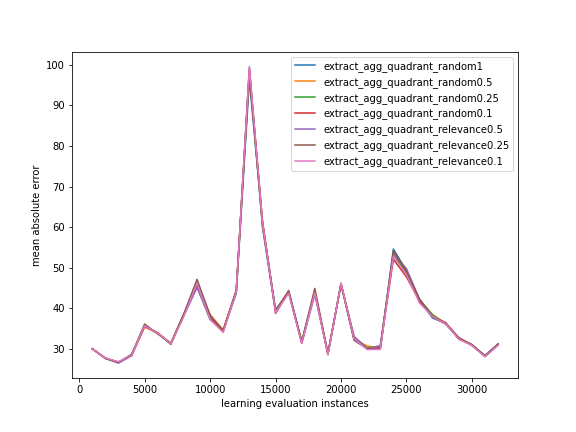 100
90
80
70
60
50
40
30
mean absolute error
extract_agg_quadrant_random1
extract_agg_quadrant_random0.5
extract_agg_quadrant_random0.25
extract_agg_quadrant_random0.1
extract_agg_quadrant_relevance0.5
extract_agg_quadrant_relevance0.25
extract_agg_quadrant_relevance0.1
0 5000 10000 15000 20000 25000 30000
learning evaluation instances